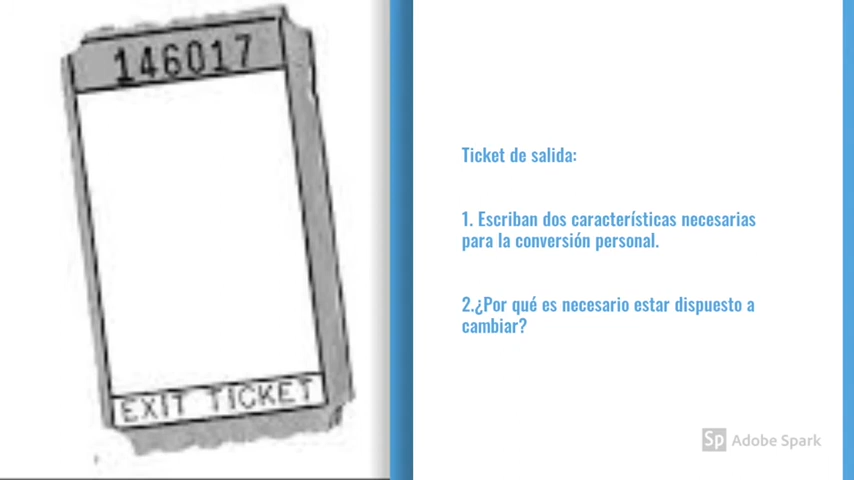 146017
EXIT TICKET
Ticket de salida:
1. Escriban dos características necesarias
para la conversión personal.
2.¿Por qué es necesario estar dispuesto a
cambiar?
Sp Adobe Spark